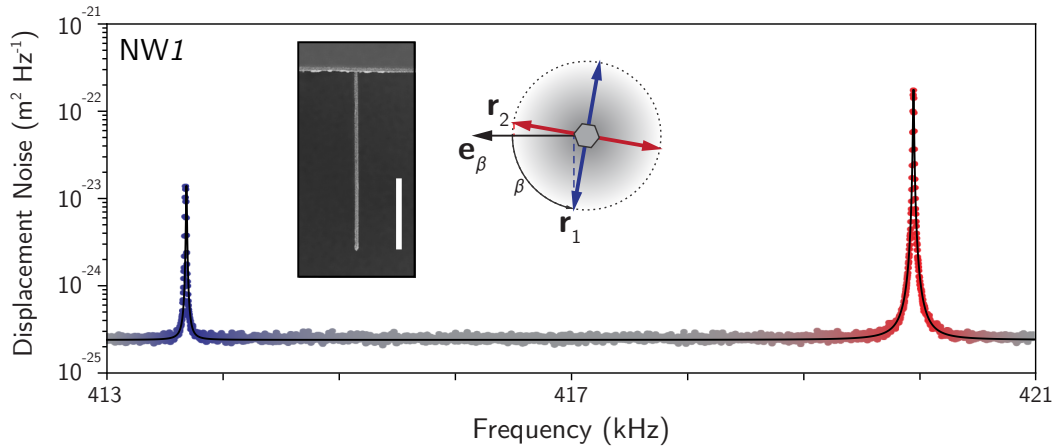 Displacement Noise (m² Hz⁻¹)
10⁻²¹
10⁻²²
10⁻²³
10⁻²⁴
10⁻²⁵
NW1
r₂
e_β
β
r₁
413
417
421
Frequency (kHz)